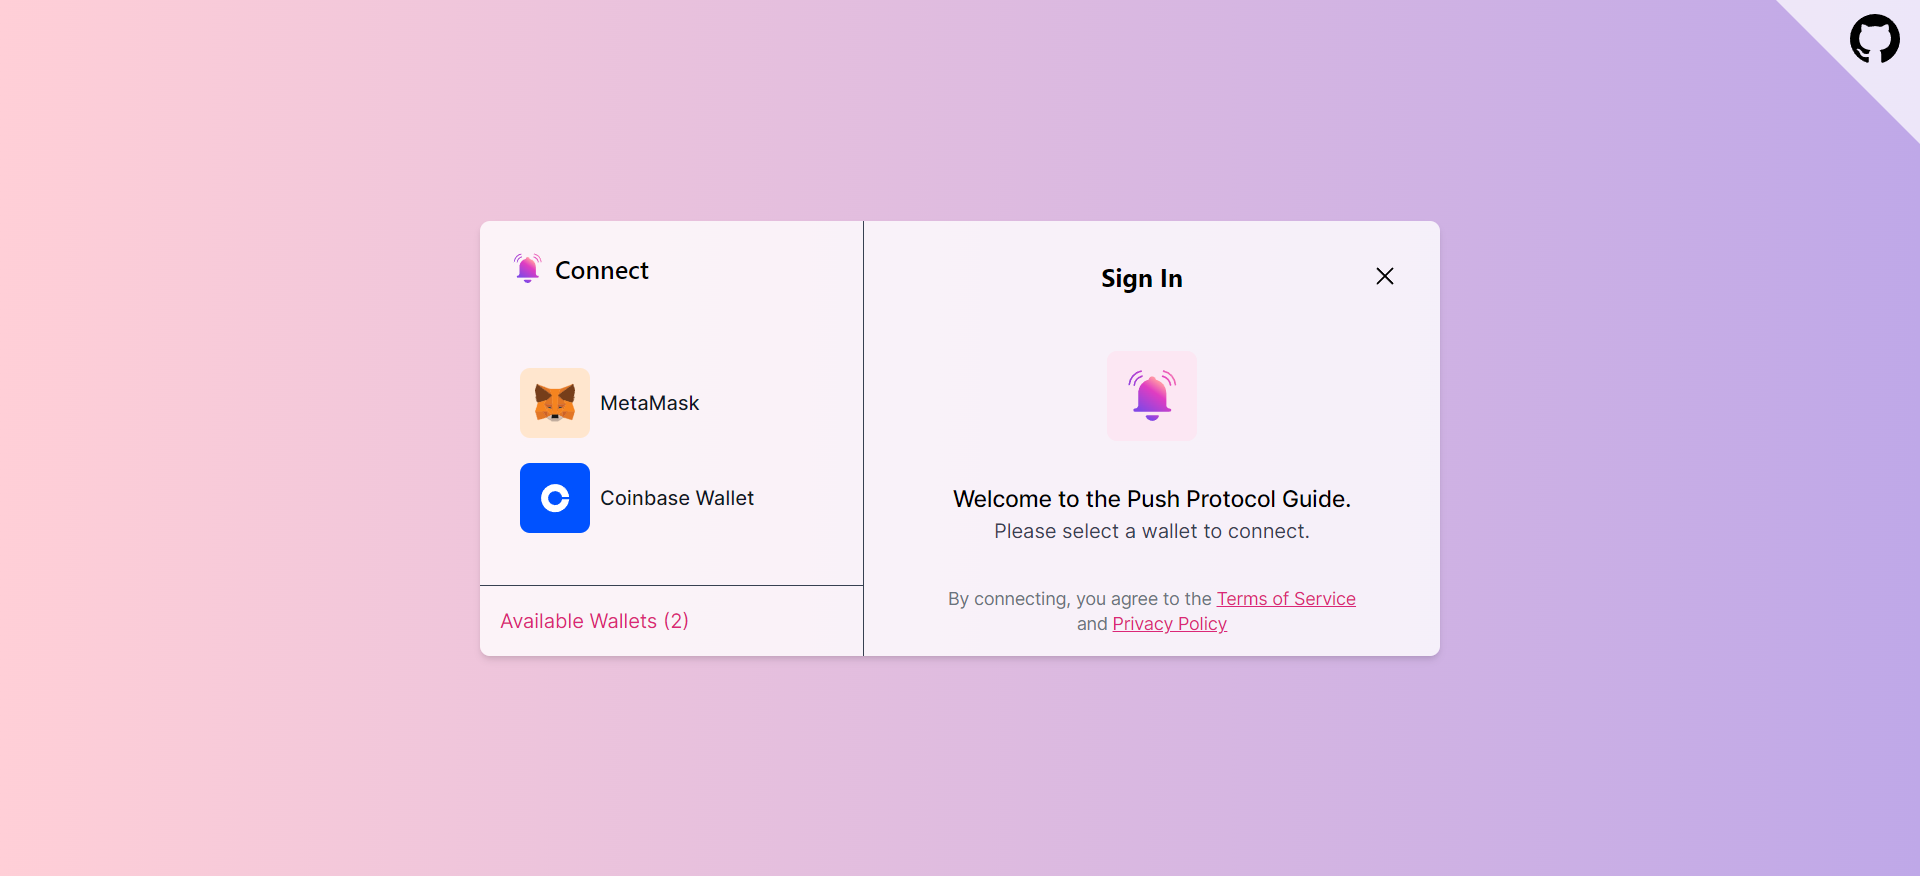 Connect
MetaMask
Coinbase Wallet
Available Wallets (2)
Sign In
Welcome to the Push Protocol Guide.
Please select a wallet to connect.
By connecting, you agree to the Terms of Service
and Privacy Policy